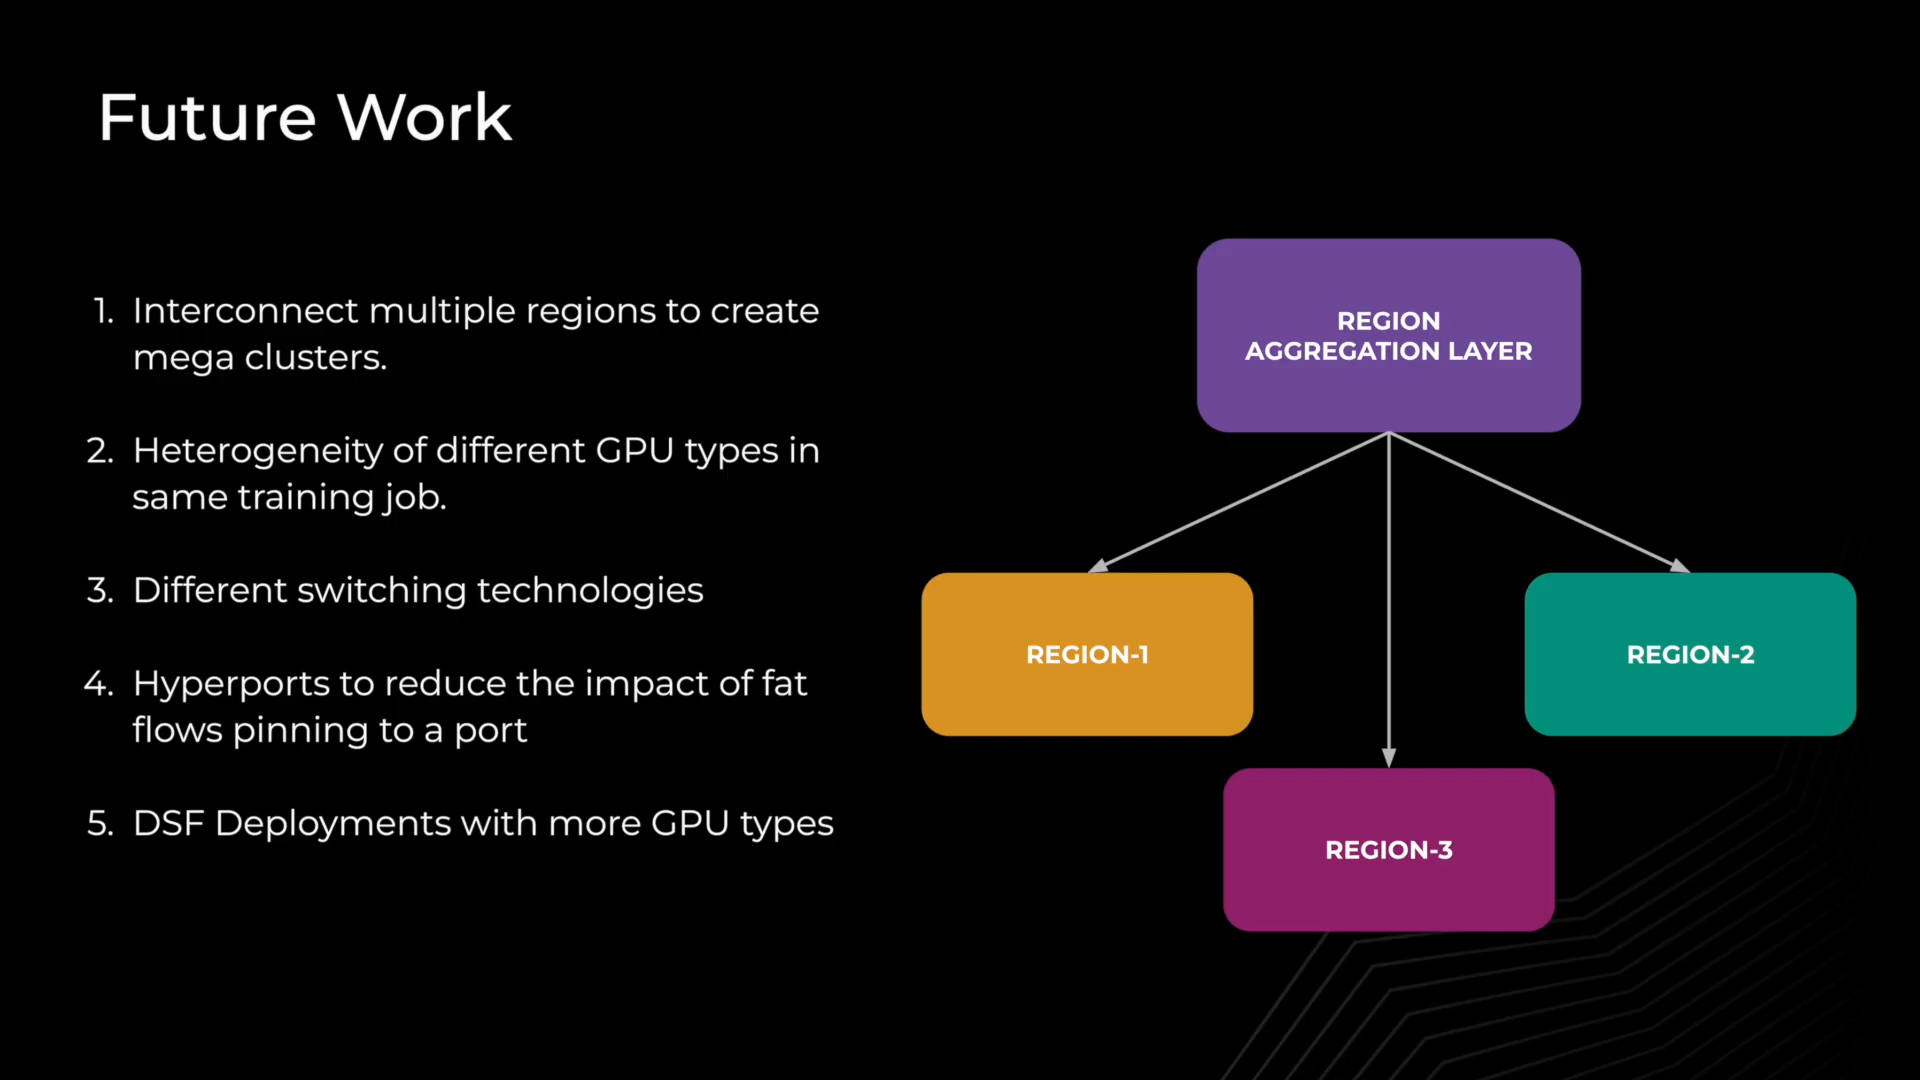 Future Work
1. Interconnect multiple regions to create
mega clusters.
2. Heterogeneity of different GPU types in
same training job.
3. Different switching technologies
4. Hyperports to reduce the impact of fat
flows pinning to a port
5. DSF Deployments with more GPU types
REGION
AGGREGATION LAYER
REGION-1
REGION-2
REGION-3